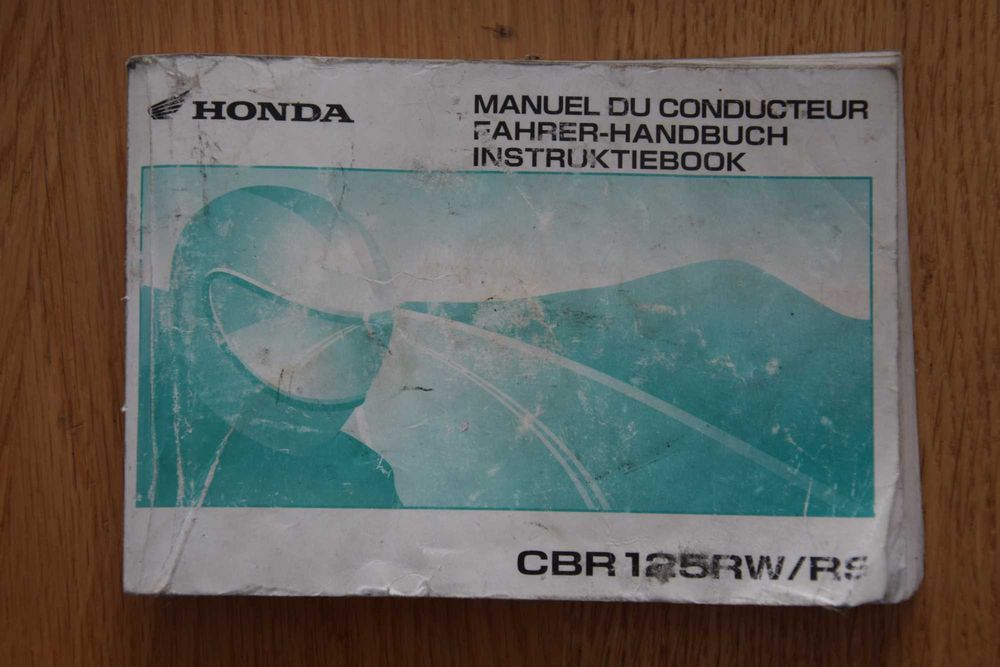 HONDA
MANUEL DU CONDUCTEUR
FAHRER-HANDBUCH
INSTRUKTIEBOOK
CBR125RW/RS